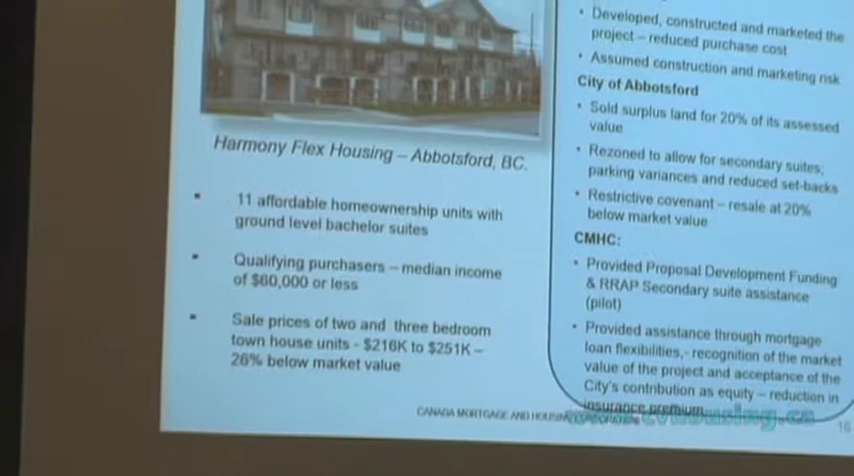 Harmony Flex Housing – Abbotsford, BC.
▪ 11 affordable homeownership units with
ground level bachelor suites
▪ Qualifying purchasers – median income
of $60,000 or less
▪ Sale prices of two and three bedroom
town house units - $216K to $251K –
26% below market value
• Developed, constructed and marketed the
project – reduced purchase cost
• Assumed construction and marketing risk
City of Abbotsford
• Sold surplus land for 20% of its assessed
value
• Rezoned to allow for secondary suites;
parking variances and reduced set-backs
• Restrictive covenant – resale at 20%
below market value
CMHC:
• Provided Proposal Development Funding
& RRAP Secondary suite assistance
(pilot)
• Provided assistance through mortgage
loan flexibilities,- recognition of the market
value of the project and acceptance of the
City's contribution as equity – reduction in
insurance premium
CANADA MORTGAGE AND HOUSING
www.cvhousing.ca
16